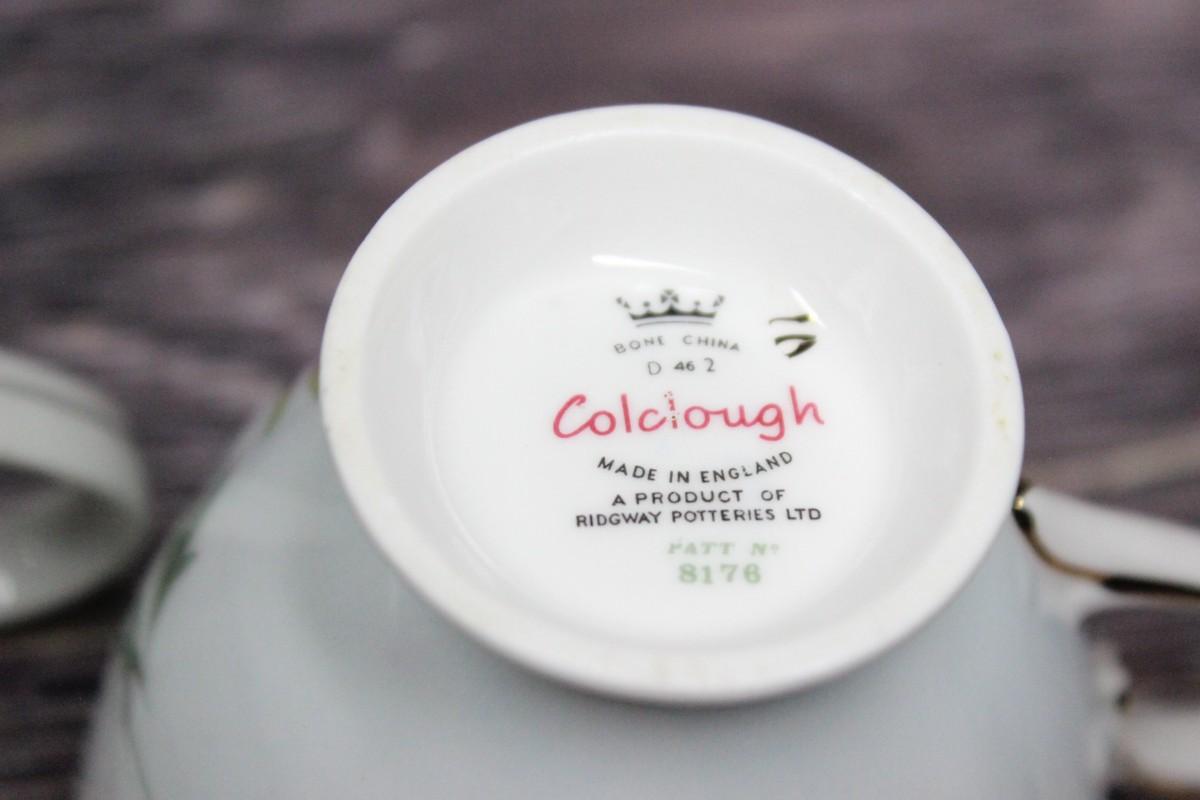 BONE CHINA
D 46 2
Colclough
MADE IN ENGLAND
A PRODUCT OF
RIDGWAY POTTERIES LTD
PATT Nº
8176